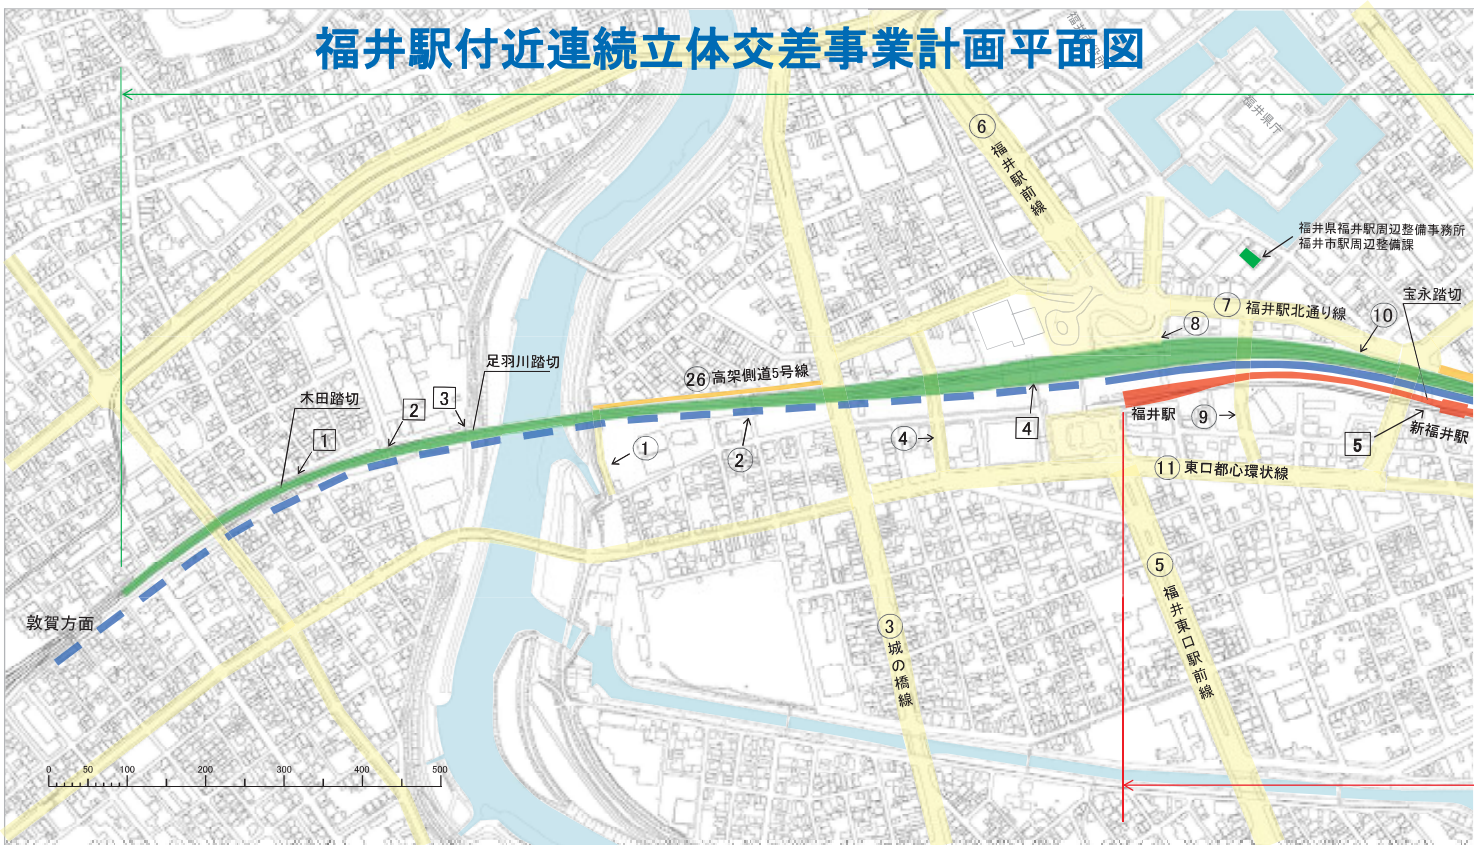 福井駅付近連続立体交差事業計画平面図
福井県庁
⑥ 福井駅前線
福井県福井駅周辺整備事務所
福井市駅周辺整備課
宝永踏切
⑦ 福井駅北通り線
⑩
⑧
足羽川踏切
㉖ 高架側道5号線
木田踏切
3
2
1
①
②
④
4
福井駅
⑨
5
新福井駅
⑪ 東口都心環状線
⑤ 福井東口駅前線
③ 城の橋線
敦賀方面
0 50 100 200 300 400 500